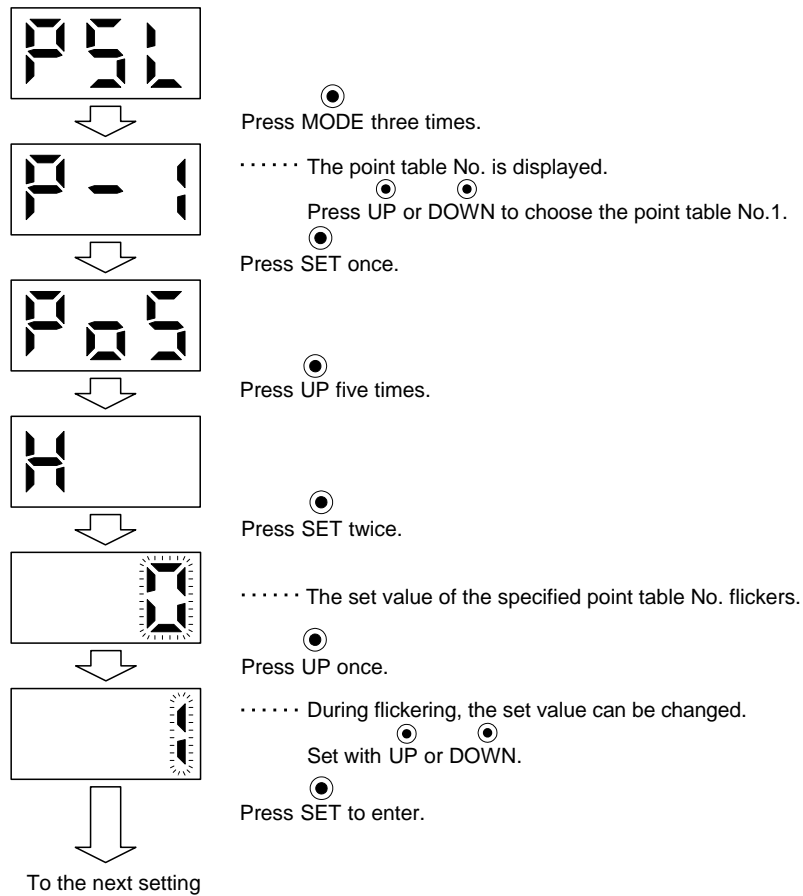 PSL
Press MODE three times.
P-1
······ The point table No. is displayed.
Press UP or DOWN to choose the point table No.1.
Press SET once.
PoS
Press UP five times.
H
Press SET twice.
0
······ The set value of the specified point table No. flickers.
Press UP once.
1
······ During flickering, the set value can be changed.
Set with UP or DOWN.
Press SET to enter.
To the next setting